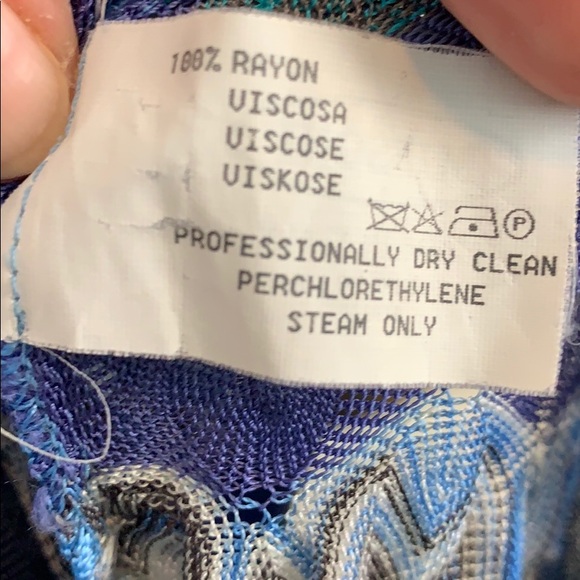 100% RAYON
VISCOSA
VISCOSE
VISKOSE
P
PROFESSIONALLY DRY CLEAN
PERCHLORETHYLENE
STEAM ONLY